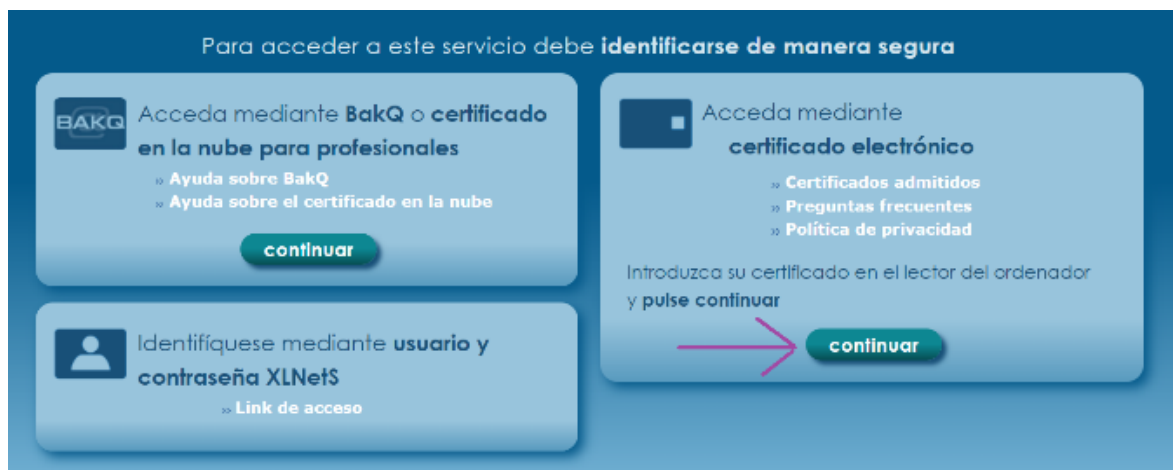 Para acceder a este servicio debe identificarse de manera segura
BAKQ
Acceda mediante BakQ o certificado
en la nube para profesionales
» Ayuda sobre BakQ
» Ayuda sobre el certificado en la nube
continuar
Identifíquese mediante usuario y
contraseña XLNetS
» Link de acceso
Acceda mediante
certificado electrónico
» Certificados admitidos
» Preguntas frecuentes
» Política de privacidad
Introduzca su certificado en el lector del ordenador
y pulse continuar
continuar